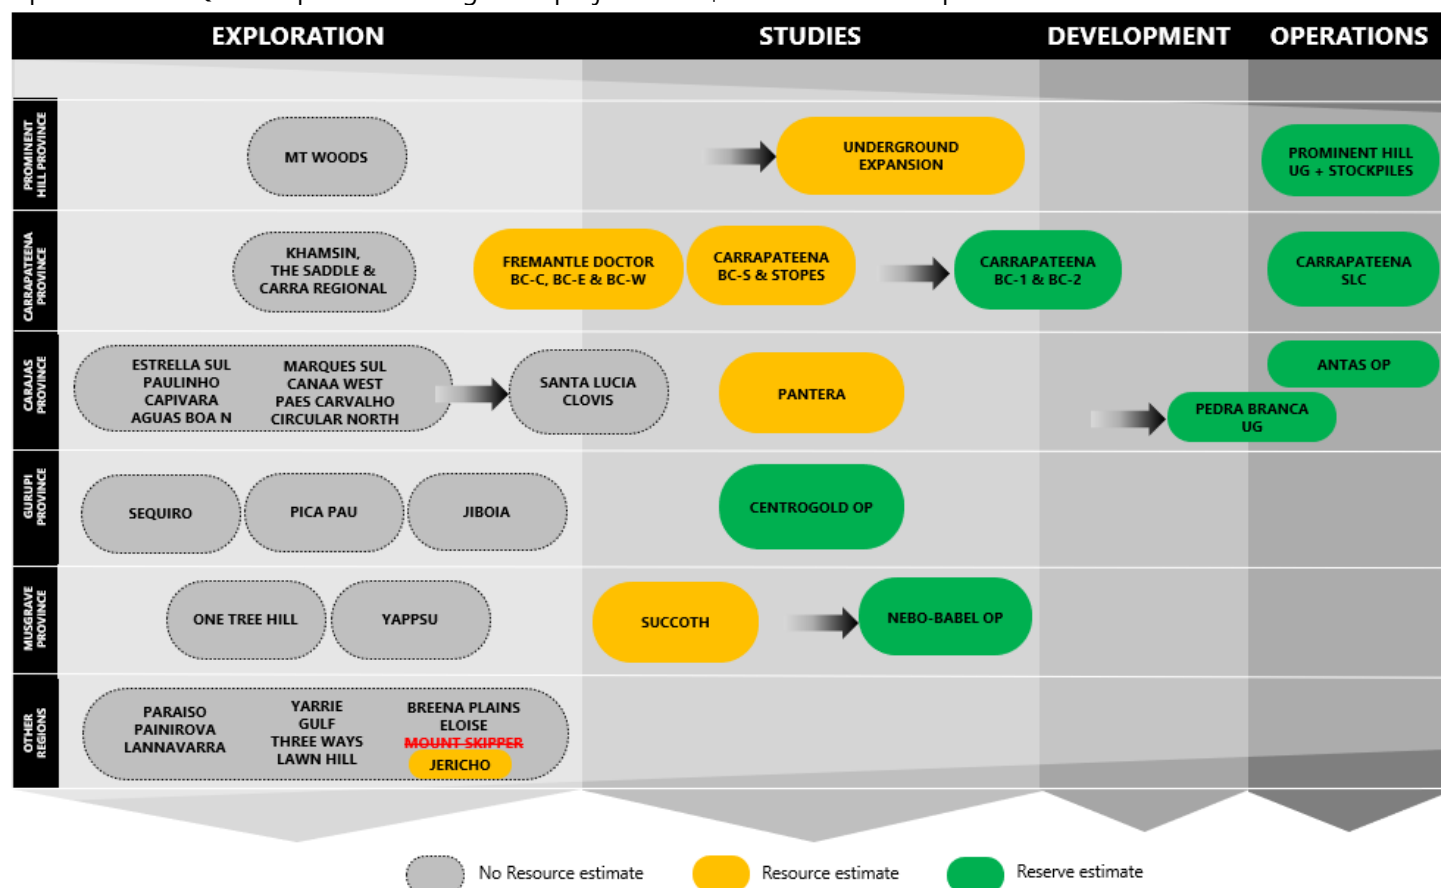 EXPLORATION STUDIES DEVELOPMENT OPERATIONS
PROMINENT
HILL PROVINCE
MT WOODS
UNDERGROUND
EXPANSION
PROMINENT HILL
UG + STOCKPILES
CARRAPATEENA
PROVINCE
KHAMSIN,
THE SADDLE &
CARRA REGIONAL
FREMANTLE DOCTOR
BC-C, BC-E & BC-W
CARRAPATEENA
BC-S & STOPES
CARRAPATEENA
BC-1 & BC-2
CARRAPATEENA
SLC
CARAJAS
PROVINCE
ESTRELLA SUL
PAULINHO
CAPIVARA
AGUAS BOA N
MARQUES SUL
CANAA WEST
PAES CARVALHO
CIRCULAR NORTH
SANTA LUCIA
CLOVIS
PANTERA
ANTAS OP
PEDRA BRANCA
UG
GURUPI
PROVINCE
SEQUIRO
PICA PAU
JIBOIA
CENTROGOLD OP
MUSGRAVE
PROVINCE
ONE TREE HILL
YAPPSU
SUCCOTH
NEBO-BABEL OP
OTHER
REGIONS
PARAISO
PAINIROVA
LANNAVARRA
YARRIE
GULF
THREE WAYS
LAWN HILL
BREENA PLAINS
ELOISE
MOUNT SKIPPER
JERICHO
No Resource estimate
Resource estimate
Reserve estimate